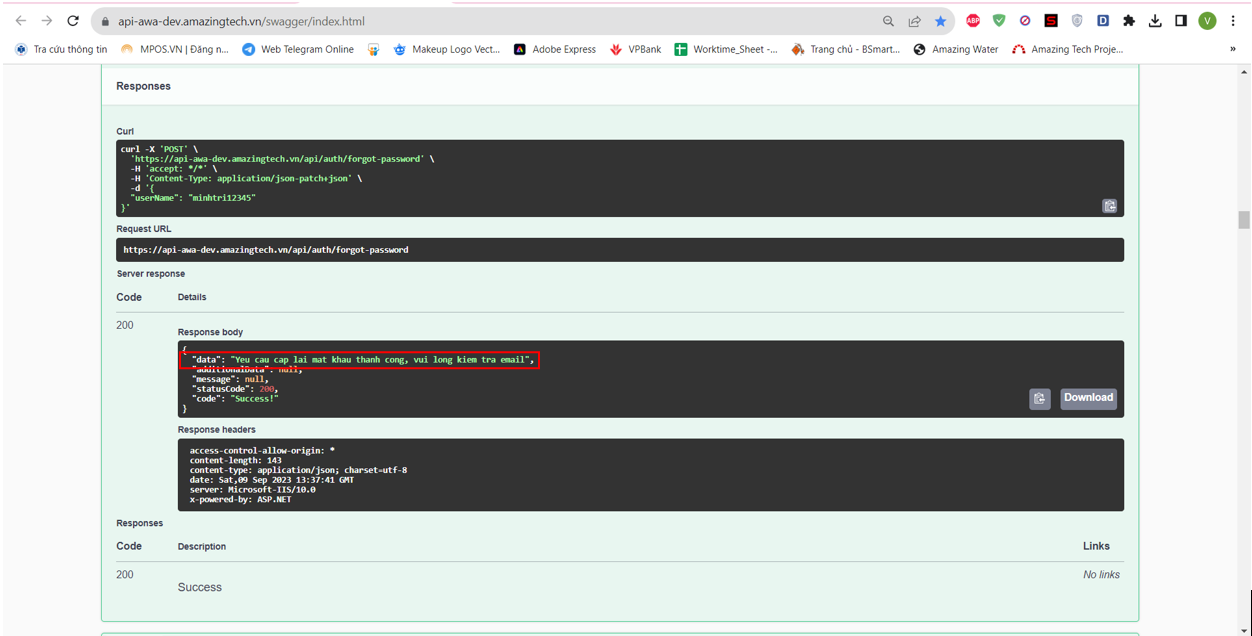 api-awa-dev.amazingtech.vn/swagger/index.html
ABP S D V
Tra cứu thông tin MPOS.VN | Đăng n... Web Telegram Online Makeup Logo Vect... Adobe Express VPBank Worktime_Sheet -... Trang chủ - BSmart... Amazing Water Amazing Tech Proje... »
Responses
Curl
curl -X 'POST' \
'https://api-awa-dev.amazingtech.vn/api/auth/forgot-password' \
-H 'accept: */*' \
-H 'Content-Type: application/json-patch+json' \
-d '{
"userName": "minhtri12345"
}'
Request URL
https://api-awa-dev.amazingtech.vn/api/auth/forgot-password
Server response
Code Details
200
Response body
{
"data": "Yeu cau cap lai mat khau thanh cong, vui long kiem tra email",
"additionalData": null,
"message": null,
"statusCode": 200,
"code": "Success!"
}
Download
Response headers
access-control-allow-origin: *
content-length: 143
content-type: application/json; charset=utf-8
date: Sat,09 Sep 2023 13:37:41 GMT
server: Microsoft-IIS/10.0
x-powered-by: ASP.NET
Responses
Code Description Links
200 Success No links